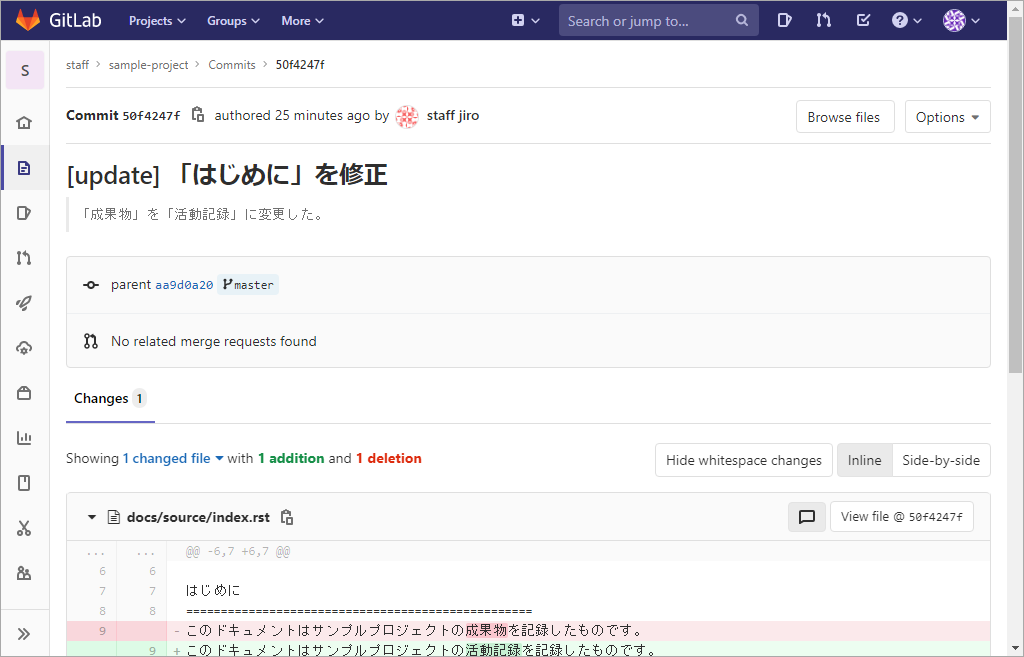 GitLab Projects Groups More Search or jump to...
S
staff > sample-project > Commits > 50f4247f
Commit 50f4247f authored 25 minutes ago by staff jiro Browse files Options
[update] 「はじめに」を修正
「成果物」を「活動記録」に変更した。
parent aa9d0a20 master
No related merge requests found
Changes 1
Showing 1 changed file with 1 addition and 1 deletion Hide whitespace changes Inline Side-by-side
docs/source/index.rst View file @ 50f4247f
... ... @@ -6,7 +6,7 @@
6 6
7 7 はじめに
8 8 ==================================================
9 - このドキュメントはサンプルプロジェクトの成果物を記録したものです。
9 + このドキュメントはサンプルプロジェクトの活動記録を記録したものです。